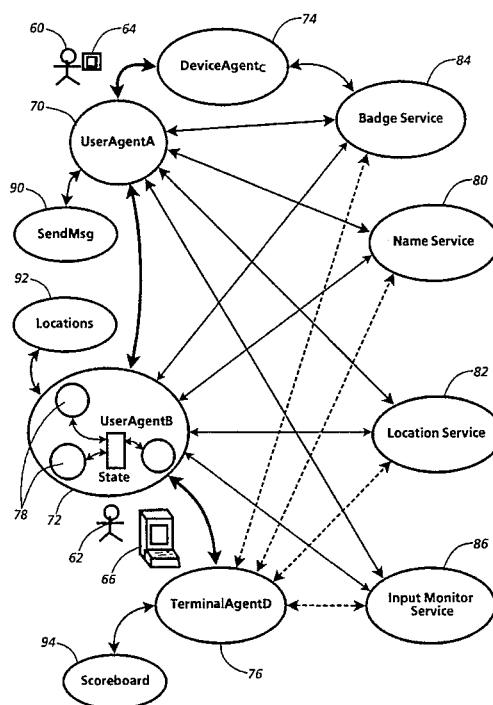 60
64
74
DeviceAgentC
84
Badge Service
70
UserAgentA
90
SendMsg
80
Name Service
92
Locations
82
Location Service
UserAgentB
State
78
72
62
66
86
Input Monitor
Service
TerminalAgentD
94
Scoreboard
76